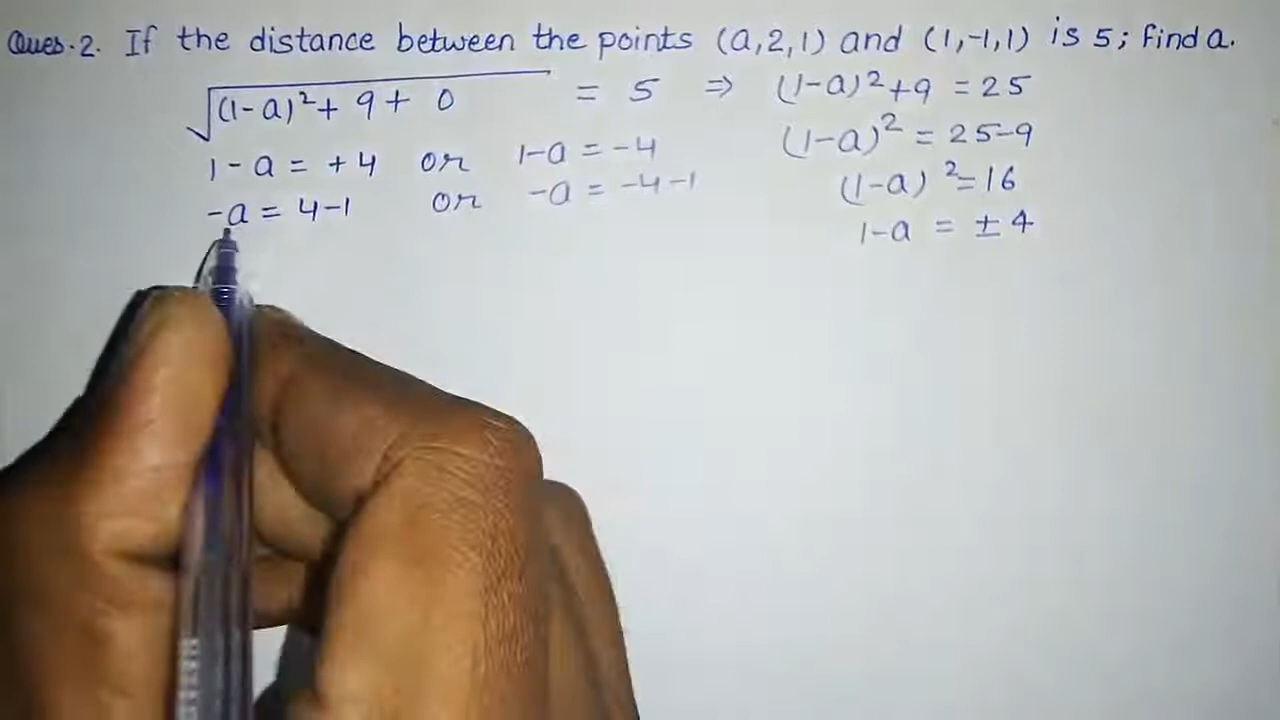 Ques.2. If the distance between the points (a,2,1) and (1,-1,1) is 5; find a.
√(1-a)²+ 9+ 0 = 5 ⇒ (1-a)²+9 = 25
(1-a)² = 25-9
1-a = +4 or 1-a = -4
(1-a)²=16
-a = 4-1 or -a = -4-1
1-a = ±4